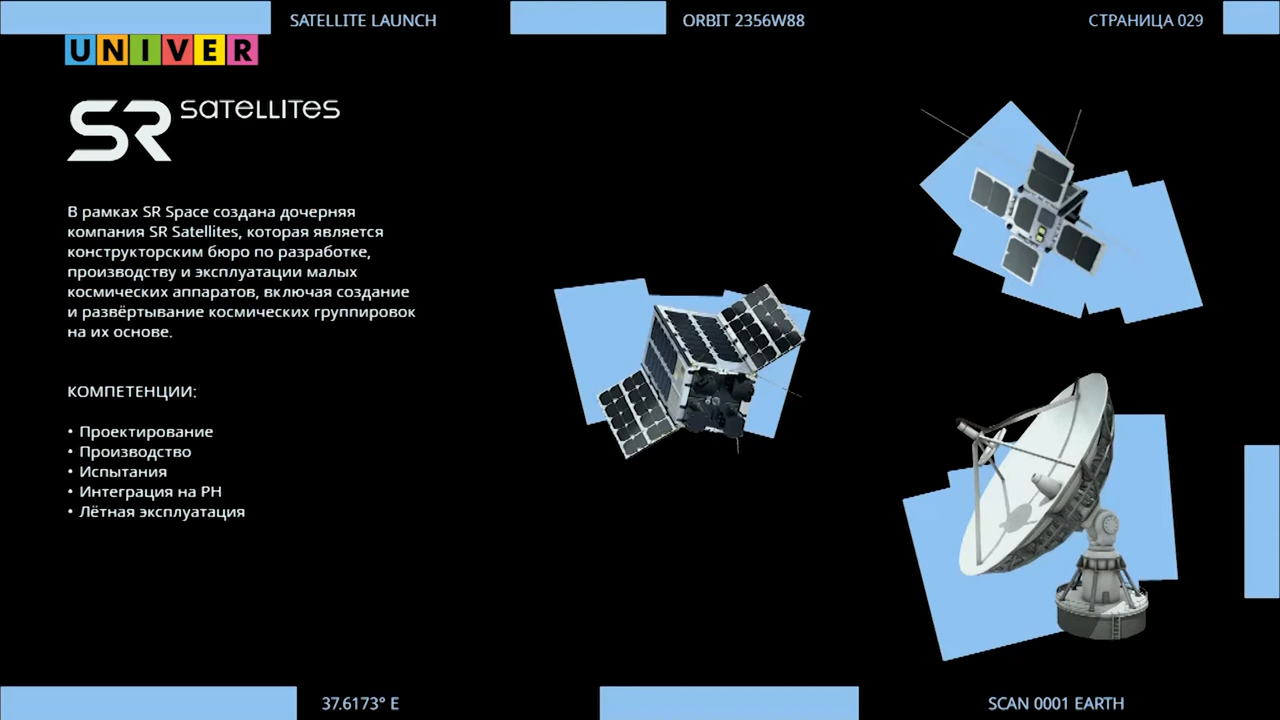 SATELLITE LAUNCH
ORBIT 2356W88
СТРАНИЦА 029
UNIVER
SR SATELLITES
В рамках SR Space создана дочерняя
компания SR Satellites, которая является
конструкторским бюро по разработке,
производству и эксплуатации малых
космических аппаратов, включая создание
и развёртывание космических группировок
на их основе.
КОМПЕТЕНЦИИ:
• Проектирование
• Производство
• Испытания
• Интеграция на РН
• Лётная эксплуатация
37.6173° E
SCAN 0001 EARTH